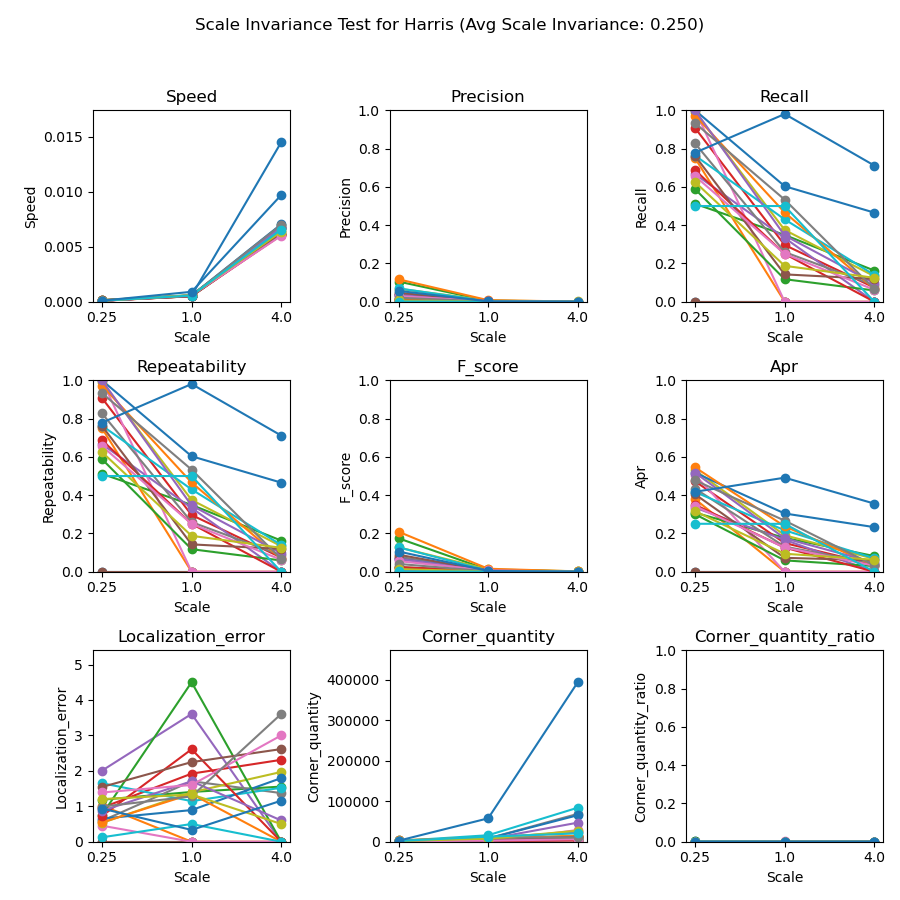 Scale Invariance Test for Harris (Avg Scale Invariance: 0.250)
Speed
Precision
Recall
0.015
0.010
0.005
0.000
Speed
0.25 1.0 4.0
Scale
1.0
0.8
0.6
0.4
0.2
0.0
Precision
0.25 1.0 4.0
Scale
1.0
0.8
0.6
0.4
0.2
0.0
Recall
0.25 1.0 4.0
Scale
Repeatability
F_score
Apr
1.0
0.8
0.6
0.4
0.2
0.0
Repeatability
0.25 1.0 4.0
Scale
1.0
0.8
0.6
0.4
0.2
0.0
F_score
0.25 1.0 4.0
Scale
1.0
0.8
0.6
0.4
0.2
0.0
Apr
0.25 1.0 4.0
Scale
Localization_error
Corner_quantity
Corner_quantity_ratio
5
4
3
2
1
0
Localization_error
0.25 1.0 4.0
Scale
400000
300000
200000
100000
0
Corner_quantity
0.25 1.0 4.0
Scale
1.0
0.8
0.6
0.4
0.2
0.0
Corner_quantity_ratio
0.25 1.0 4.0
Scale